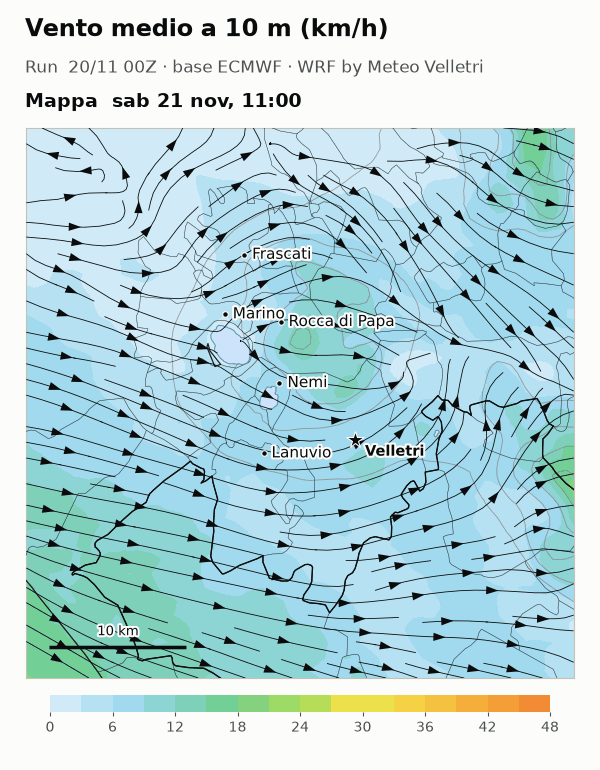 Vento medio a 10 m (km/h)
Run  20/11 00Z · base ECMWF · WRF by Meteo Velletri
Mappa  sab 21 nov, 11:00
Frascati
Marino
Rocca di Papa
Nemi
Velletri
Lanuvio
10 km
0 6 12 18 24 30 36 42 48